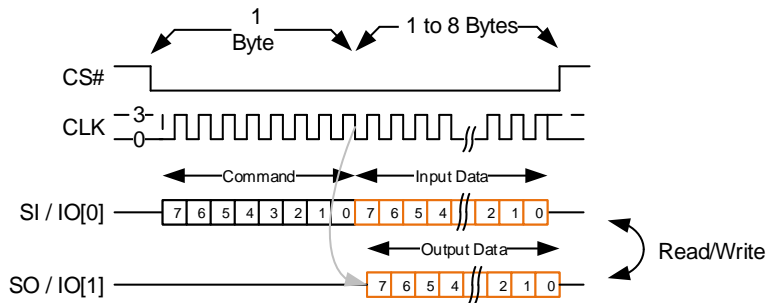 1
Byte
1 to 8 Bytes
CS#
CLK
3
0
Command
Input Data
SI / IO[0]
7 6 5 4 3 2 1 0 7 6 5 4 2 1 0
Output Data
Read/Write
SO / IO[1]
7 6 5 4 2 1 0